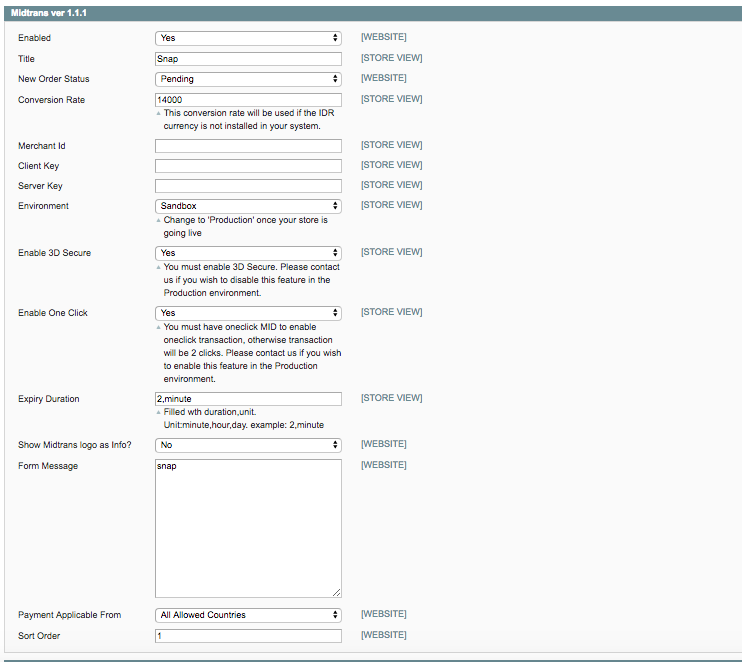 Midtrans ver 1.1.1
Enabled Yes [WEBSITE]
Title Snap [STORE VIEW]
New Order Status Pending [WEBSITE]
Conversion Rate 14000 [STORE VIEW]
This conversion rate will be used if the IDR
currency is not installed in your system.
Merchant Id [STORE VIEW]
Client Key [STORE VIEW]
Server Key [STORE VIEW]
Environment Sandbox [STORE VIEW]
Change to 'Production' once your store is
going live
Enable 3D Secure Yes [STORE VIEW]
You must enable 3D Secure. Please contact
us if you wish to disable this feature in the
Production environment.
Enable One Click Yes [STORE VIEW]
You must have oneclick MID to enable
oneclick transaction, otherwise transaction
will be 2 clicks. Please contact us if you wish
to enable this feature in the Production
environment.
Expiry Duration 2,minute [STORE VIEW]
Filled wth duration,unit.
Unit:minute,hour,day. example: 2,minute
Show Midtrans logo as Info? No [WEBSITE]
Form Message snap [WEBSITE]
Payment Applicable From All Allowed Countries [WEBSITE]
Sort Order 1 [WEBSITE]